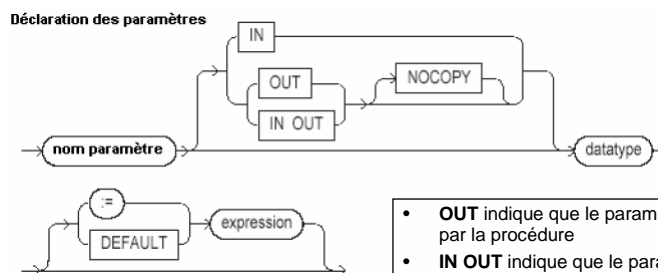 Déclaration des paramètres
IN
OUT
NOCOPY
IN OUT
nom paramètre
datatype
:=
expression
DEFAULT
• OUT indique que le param
par la procédure
• IN OUT indique que le para